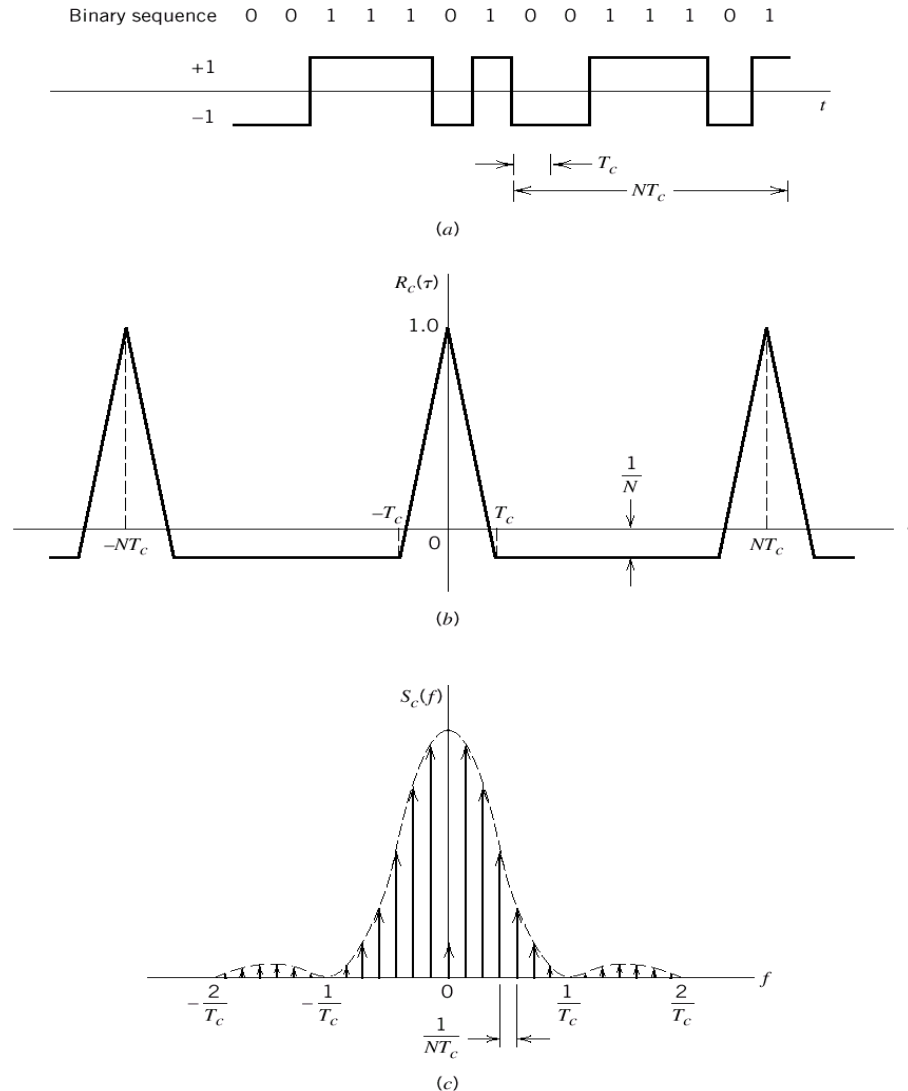 Binary sequence 0 0 1 1 1 0 1 0 0 1 1 1 0 1
+1
t
–1
T_c
NT_c
(a)
R_c(τ)
1.0
1/N
–T_c
T_c
–NT_c
0
NT_c
(b)
S_c(f)
f
–2/T_c
–1/T_c
0
1/T_c
2/T_c
1/NT_c
(c)